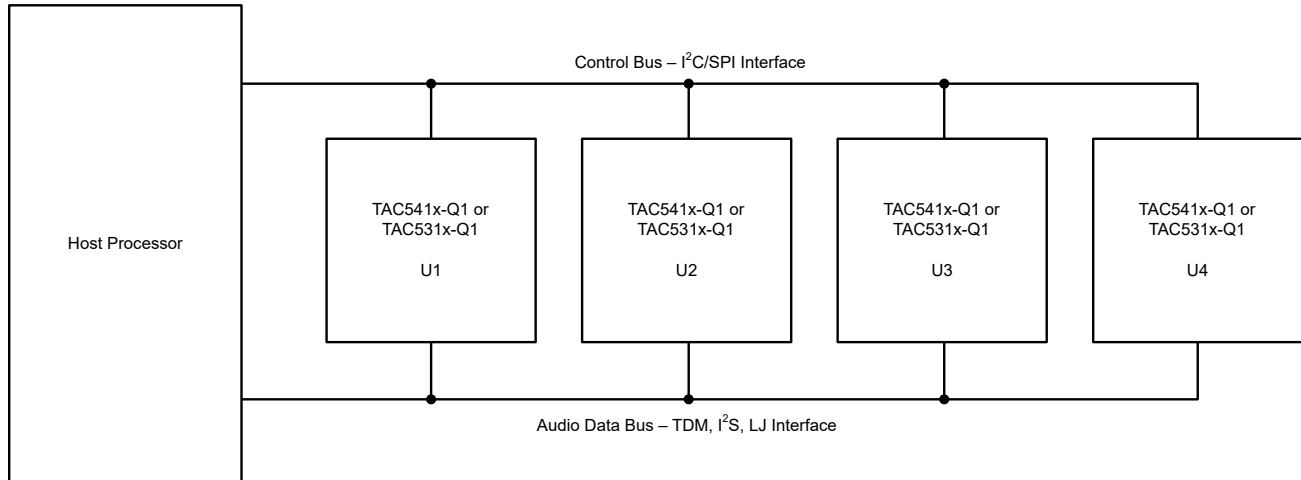 Control Bus – I²C/SPI Interface
Host Processor
TAC541x-Q1 or
TAC531x-Q1
U1
TAC541x-Q1 or
TAC531x-Q1
U2
TAC541x-Q1 or
TAC531x-Q1
U3
TAC541x-Q1 or
TAC531x-Q1
U4
Audio Data Bus – TDM, I²S, LJ Interface